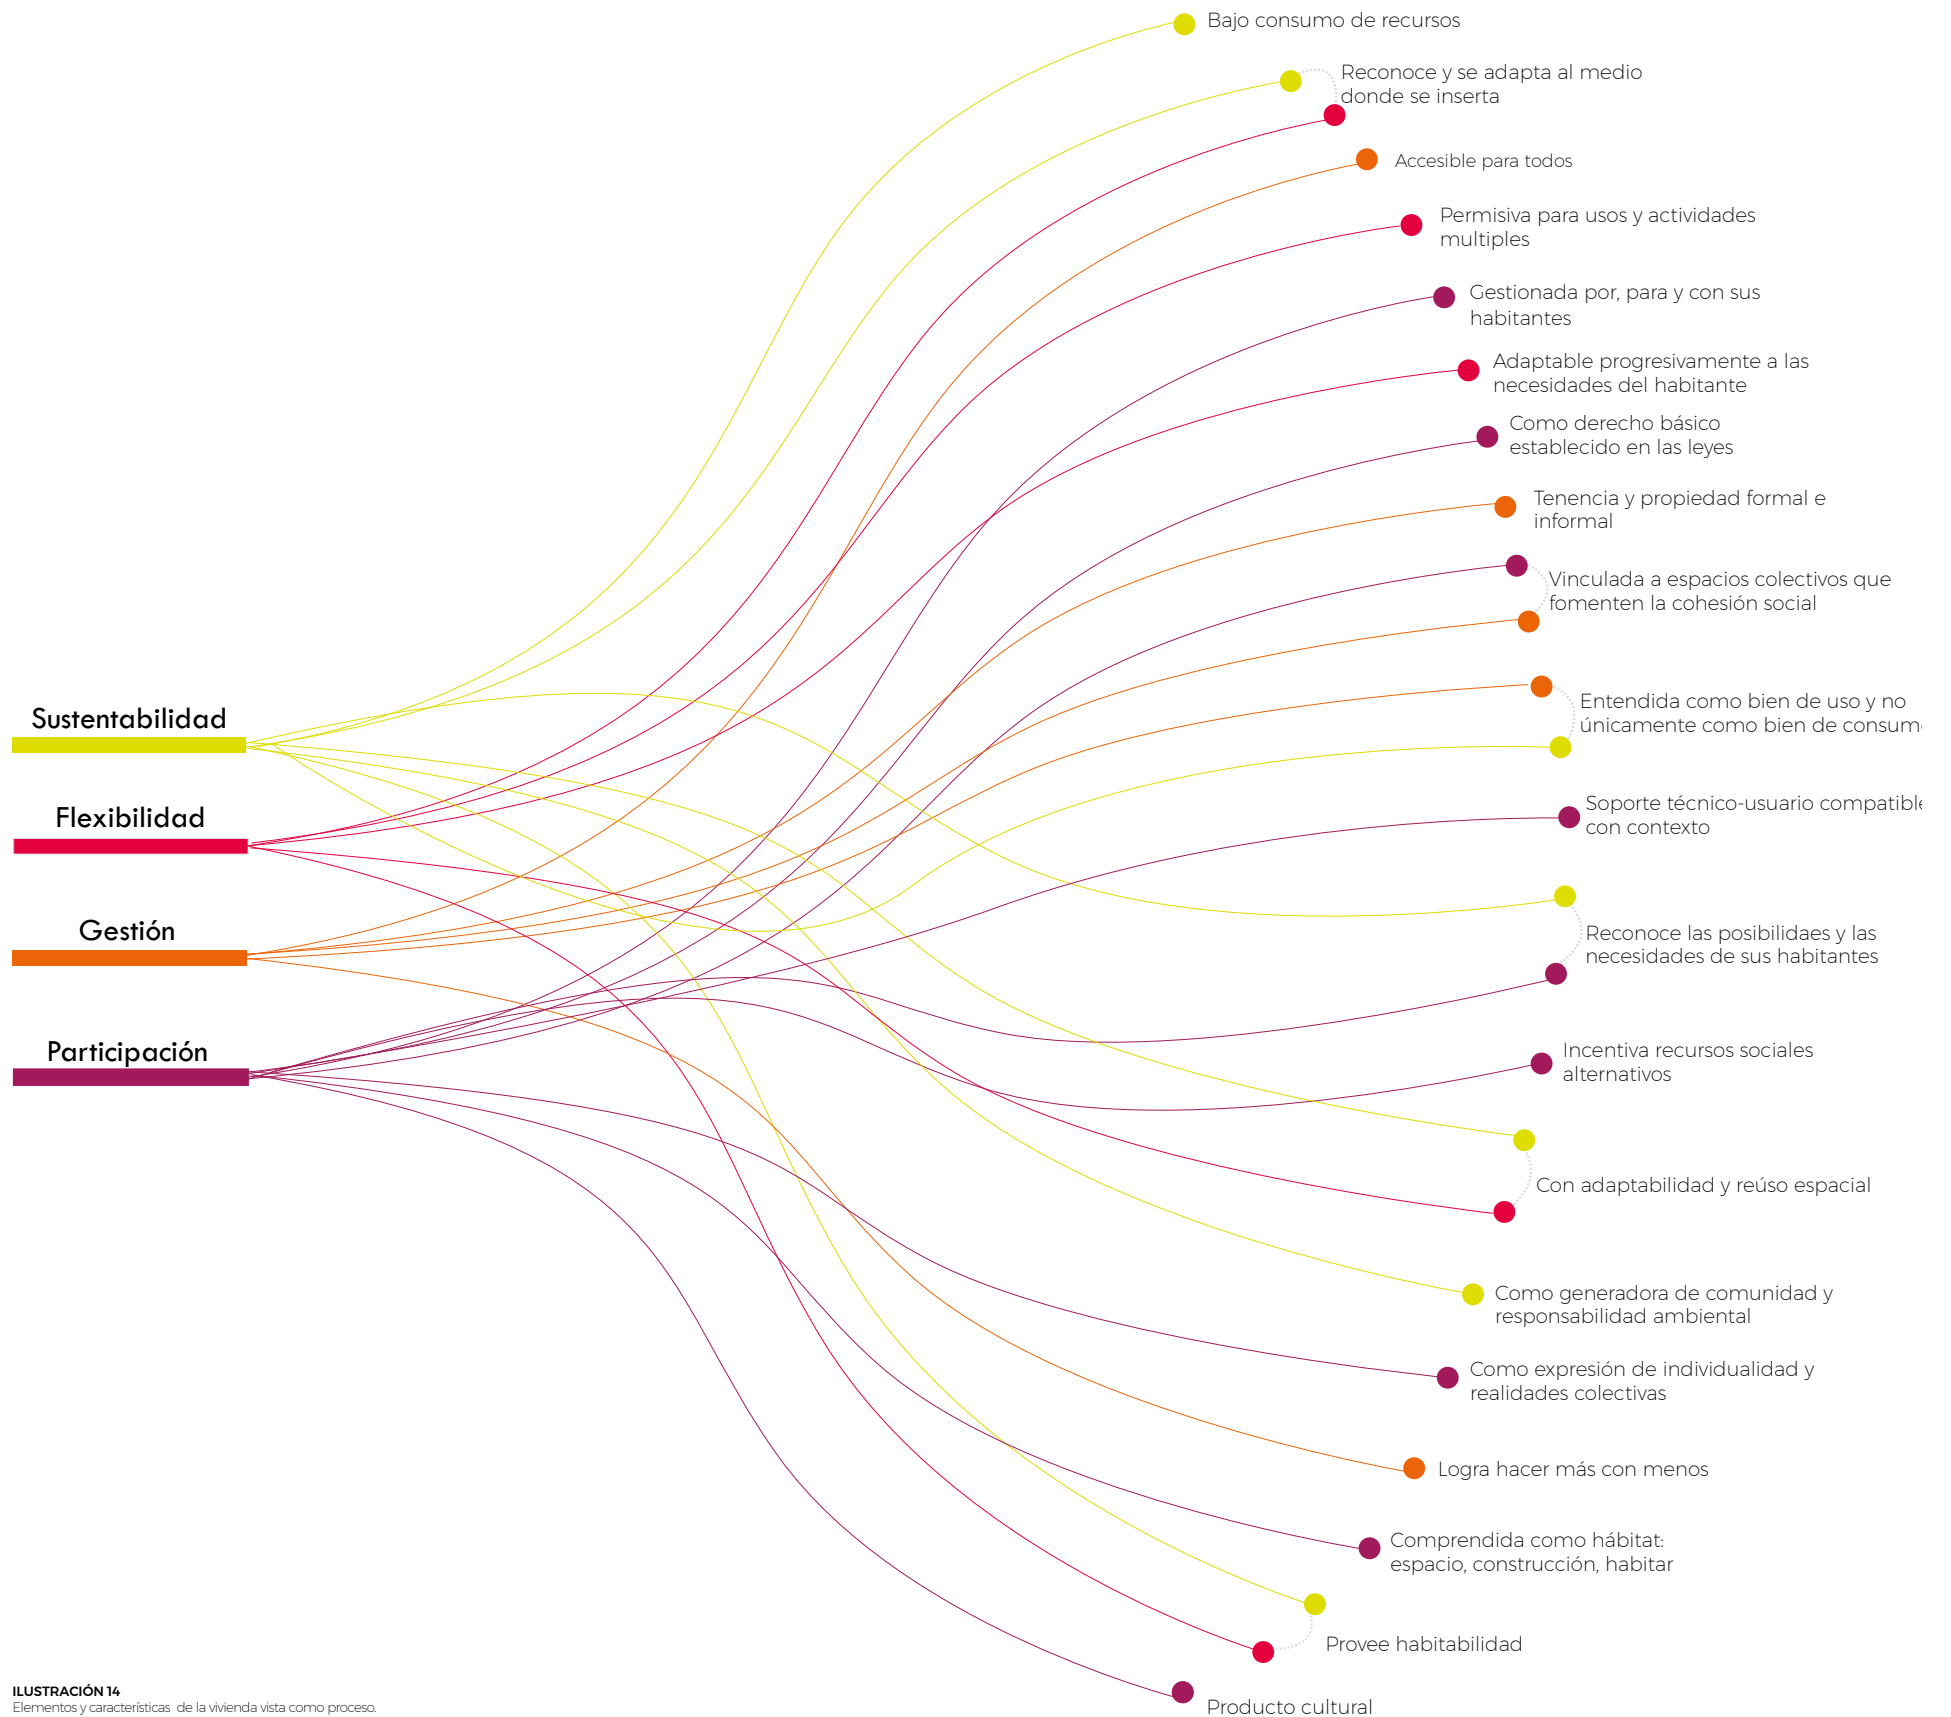 Bajo consumo de recursos
Reconoce y se adapta al medio
donde se inserta
Accesible para todos
Permisiva para usos y actividades
multiples
Gestionada por, para y con sus
habitantes
Adaptable progresivamente a las
necesidades del habitante
Como derecho básico
establecido en las leyes
Tenencia y propiedad formal e
informal
Vinculada a espacios colectivos que
fomenten la cohesión social
Entendida como bien de uso y no
únicamente como bien de consum
Soporte técnico-usuario compatible
con contexto
Reconoce las posibilidaes y las
necesidades de sus habitantes
Incentiva recursos sociales
alternativos
Con adaptabilidad y reúso espacial
Como generadora de comunidad y
responsabilidad ambiental
Como expresión de individualidad y
realidades colectivas
Logra hacer más con menos
Comprendida como hábitat:
espacio, construcción, habitar
Provee habitabilidad
Producto cultural
Sustentabilidad
Flexibilidad
Gestión
Participación
ILUSTRACIÓN 14
Elementos y características de la vivienda vista como proceso.